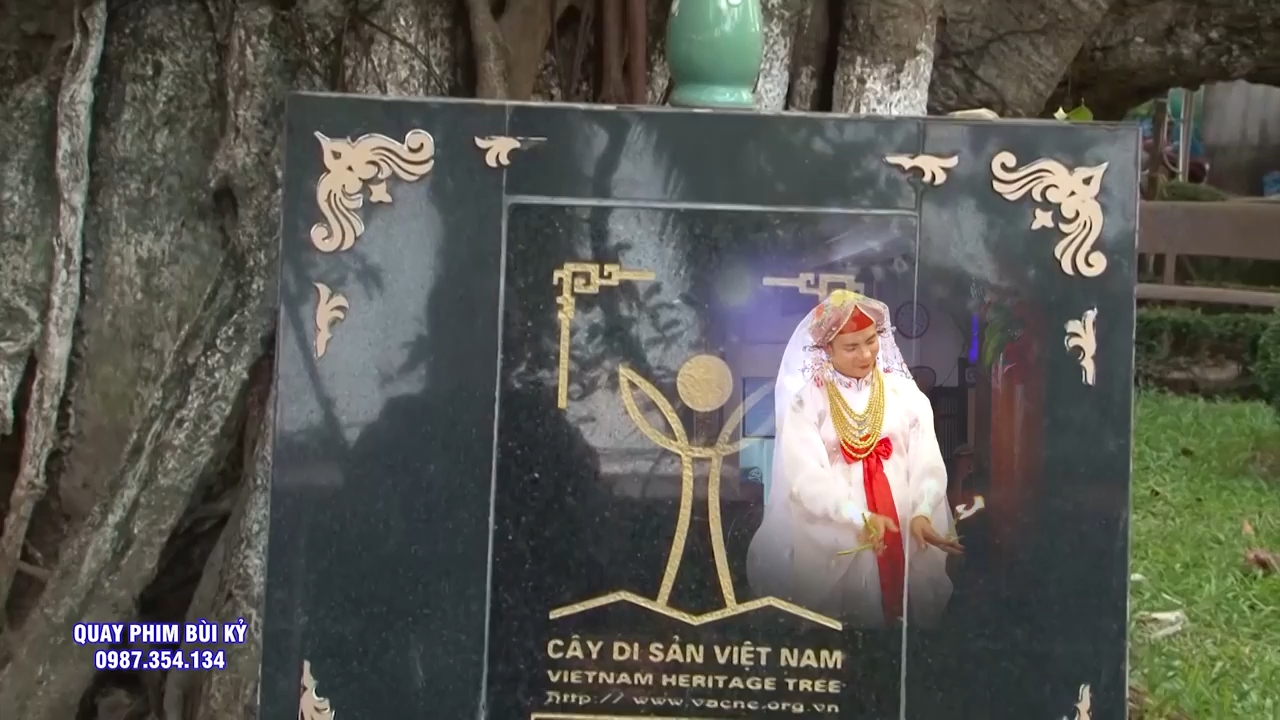 CÂY DI SẢN VIỆT NAM
VIETNAM HERITAGE TREE
http://www.vacne.org.vn
QUAY PHIM BÙI KỶ
0987.354.134